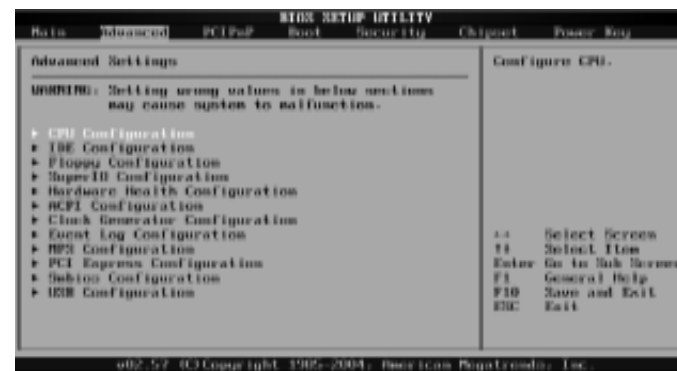 BIOS SETUP UTILITY
Main Advanced PCIPnP Boot Security Chipset Power
Advanced Settings
WARNING: Setting wrong values in below sections
may cause system to malfunction.
CPU Configuration
IDE Configuration
Floppy Configuration
SuperIO Configuration
Hardware Health Configuration
ACPI Configuration
Clock Generator Configuration
Event Log Configuration
MPS Configuration
PCI Express Configuration
Smbios Configuration
USB Configuration
Configure CPU.
Select Screen
↑↓ Select Item
Enter Go to Sub Screen
F1 General Help
F10 Save and Exit
ESC Exit
v02.57 (C)Copyright 1985-2004, American Megatrends, Inc.